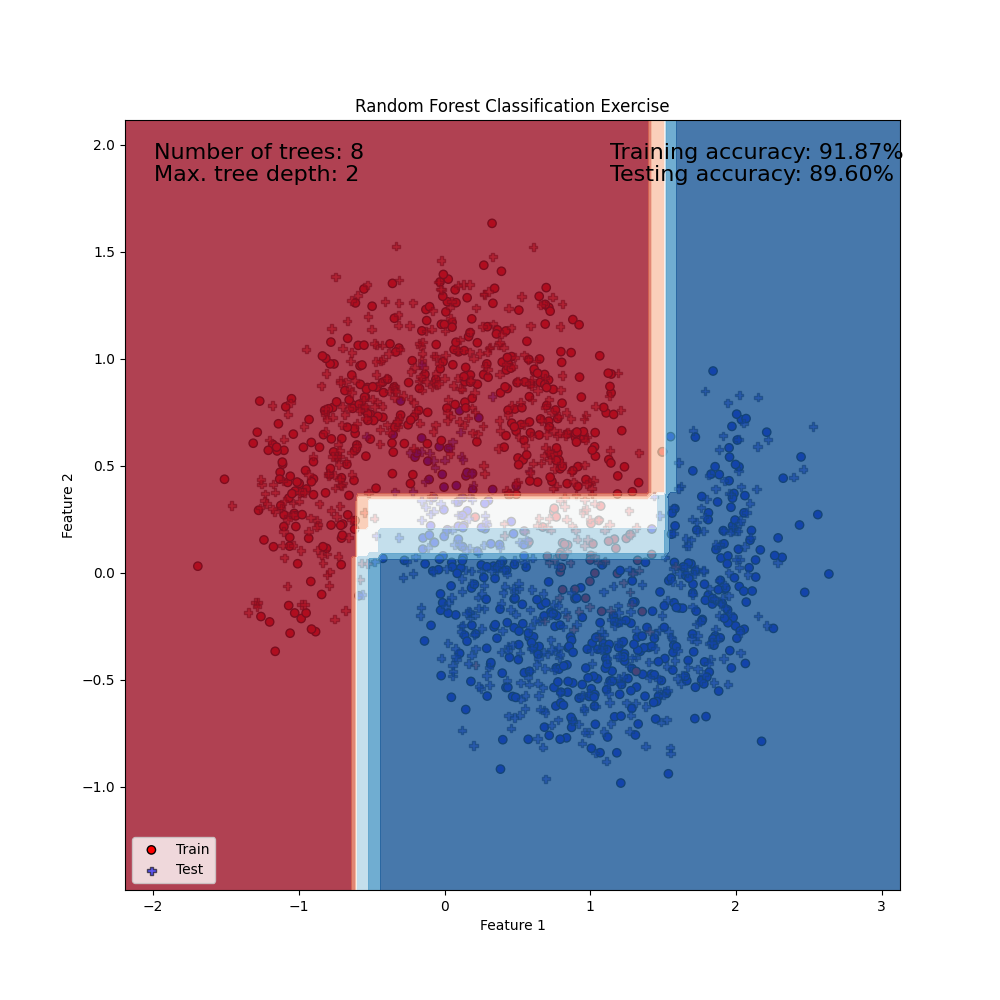 Random Forest Classification Exercise
Number of trees: 8
Max. tree depth: 2
Training accuracy: 91.87%
Testing accuracy: 89.60%
2.0
1.5
1.0
0.5
0.0
−0.5
−1.0
Feature 2
Train
Test
−2
−1
0
1
2
3
Feature 1